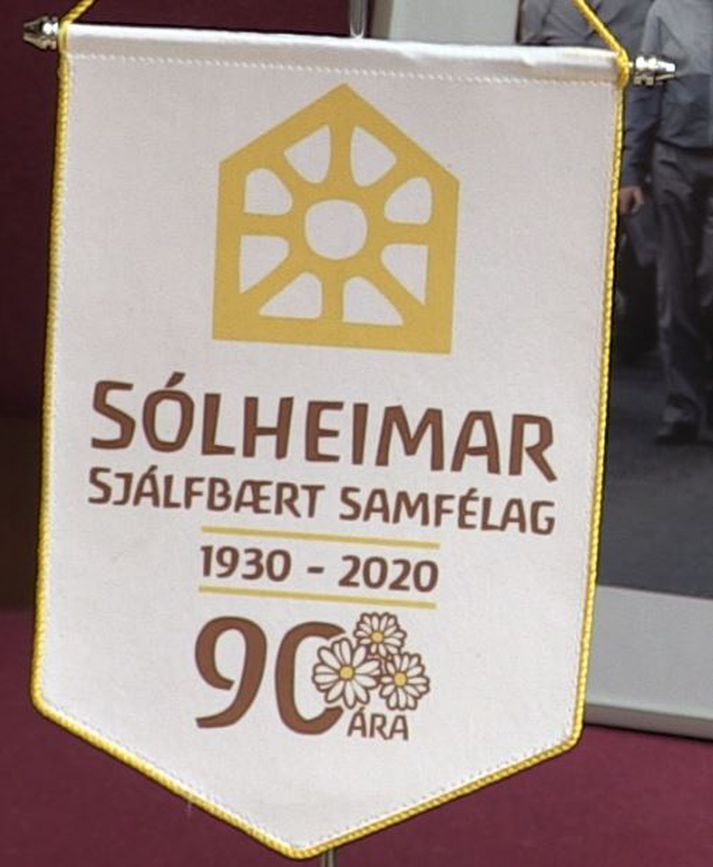 SÓLHEIMAR
SJÁLFBÆRT SAMFÉLAG
1930 - 2020
90
ÁRA